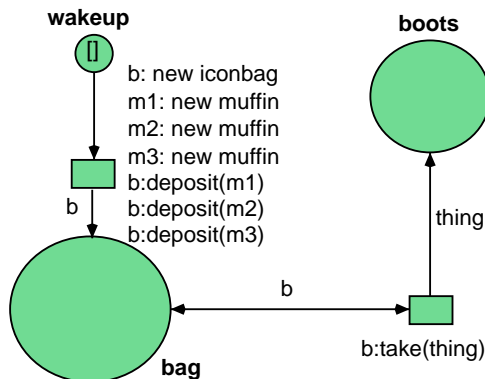 wakeup
[]
b: new iconbag
m1: new muffin
m2: new muffin
m3: new muffin
b:deposit(m1)
b:deposit(m2)
b:deposit(m3)
b
bag
boots
thing
b
b:take(thing)